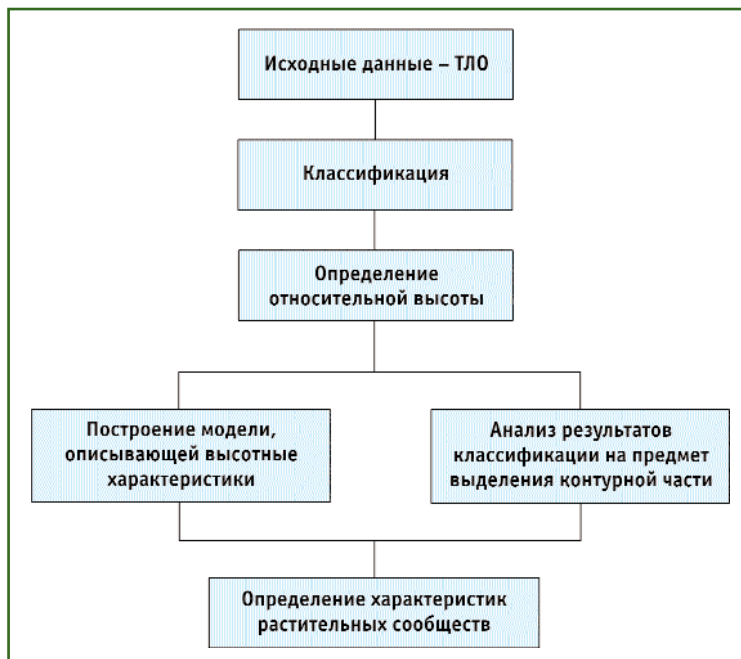 Исходные данные – ТЛО
Классификация
Определение
относительной высоты
Построение модели,
описывающей высотные
характеристики
Анализ результатов
классификации на предмет
выделения контурной части
Определение характеристик
растительных сообществ